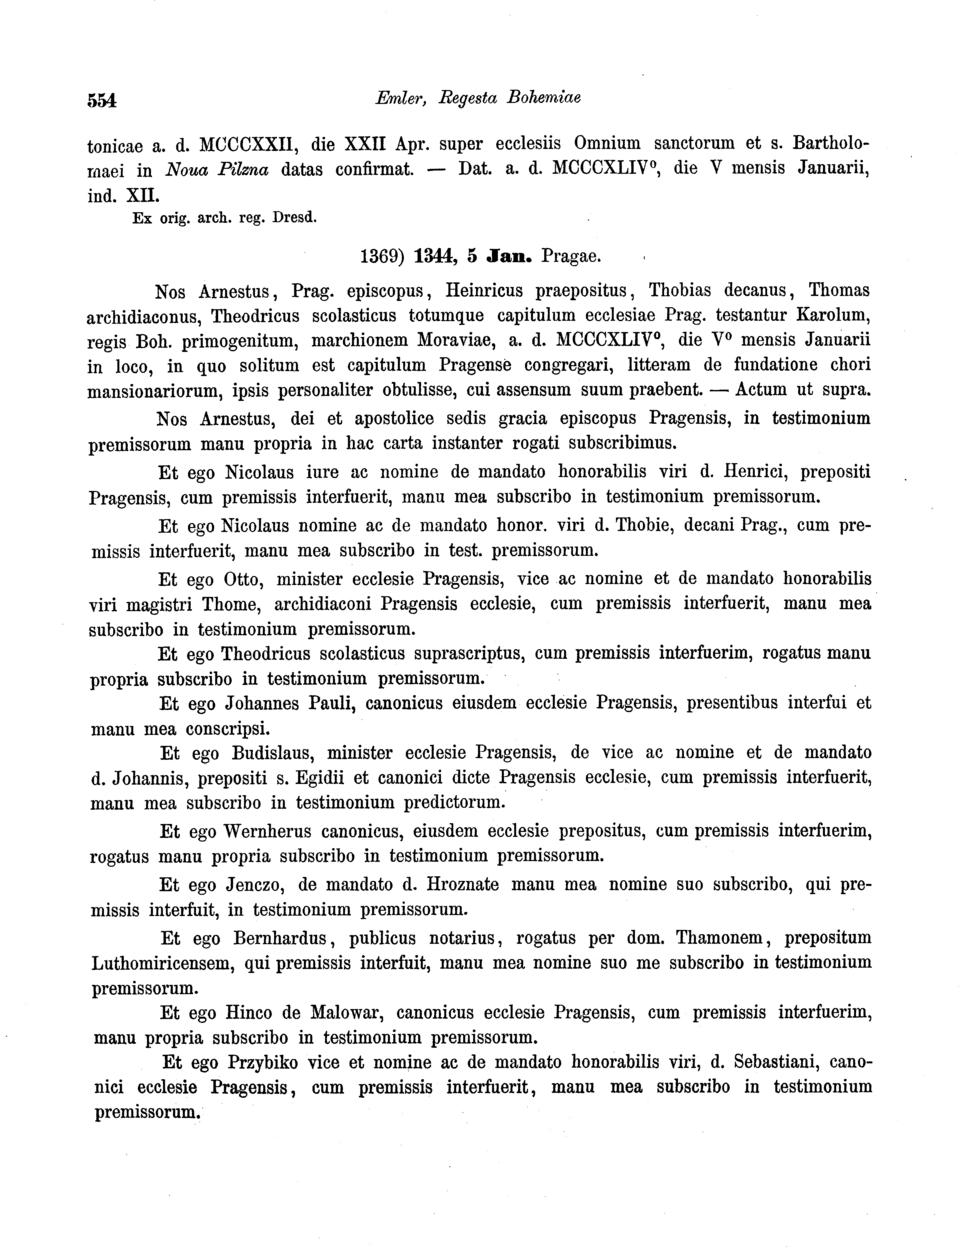 554 Emler, Regesta Bohemiae
tonicae a. d. MCCCXXII, die XXII Apr. super ecclesiis Omnium sanctorum et s. Bartholo-
maei in Noua Pilzna datas confirmat. — Dat. a. d. MCCCXLIV⁰, die V mensis Januarii,
ind. XII.
Ex orig. arch. reg. Dresd.
1369) 1344, 5 Jan. Pragae.
Nos Arnestus, Prag. episcopus, Heinricus praepositus, Thobias decanus, Thomas
archidiaconus, Theodricus scolasticus totumque capitulum ecclesiae Prag. testantur Karolum,
regis Boh. primogenitum, marchionem Moraviae, a. d. MCCCXLIV⁰, die V⁰ mensis Januarii
in loco, in quo solitum est capitulum Pragense congregari, litteram de fundatione chori
mansionariorum, ipsis personaliter obtulisse, cui assensum suum praebent. — Actum ut supra.
Nos Arnestus, dei et apostolice sedis gracia episcopus Pragensis, in testimonium
premissorum manu propria in hac carta instanter rogati subscribimus.
Et ego Nicolaus iure ac nomine de mandato honorabilis viri d. Henrici, prepositi
Pragensis, cum premissis interfuerit, manu mea subscribo in testimonium premissorum.
Et ego Nicolaus nomine ac de mandato honor. viri d. Thobie, decani Prag., cum pre-
missis interfuerit, manu mea subscribo in test. premissorum.
Et ego Otto, minister ecclesie Pragensis, vice ac nomine et de mandato honorabilis
viri magistri Thome, archidiaconi Pragensis ecclesie, cum premissis interfuerit, manu mea
subscribo in testimonium premissorum.
Et ego Theodricus scolasticus suprascriptus, cum premissis interfuerim, rogatus manu
propria subscribo in testimonium premissorum.
Et ego Johannes Pauli, canonicus eiusdem ecclesie Pragensis, presentibus interfui et
manu mea conscripsi.
Et ego Budislaus, minister ecclesie Pragensis, de vice ac nomine et de mandato
d. Johannis, prepositi s. Egidii et canonici dicte Pragensis ecclesie, cum premissis interfuerit,
manu mea subscribo in testimonium predictorum.
Et ego Wernherus canonicus, eiusdem ecclesie prepositus, cum premissis interfuerim,
rogatus manu propria subscribo in testimonium premissorum.
Et ego Jenczo, de mandato d. Hroznate manu mea nomine suo subscribo, qui pre-
missis interfuit, in testimonium premissorum.
Et ego Bernhardus, publicus notarius, rogatus per dom. Thamonem, prepositum
Luthomiricensem, qui premissis interfuit, manu mea nomine suo me subscribo in testimonium
premissorum.
Et ego Hinco de Malowar, canonicus ecclesie Pragensis, cum premissis interfuerim,
manu propria subscribo in testimonium premissorum.
Et ego Przybiko vice et nomine ac de mandato honorabilis viri, d. Sebastiani, cano-
nici ecclesie Pragensis, cum premissis interfuerit, manu mea subscribo in testimonium
premissorum.